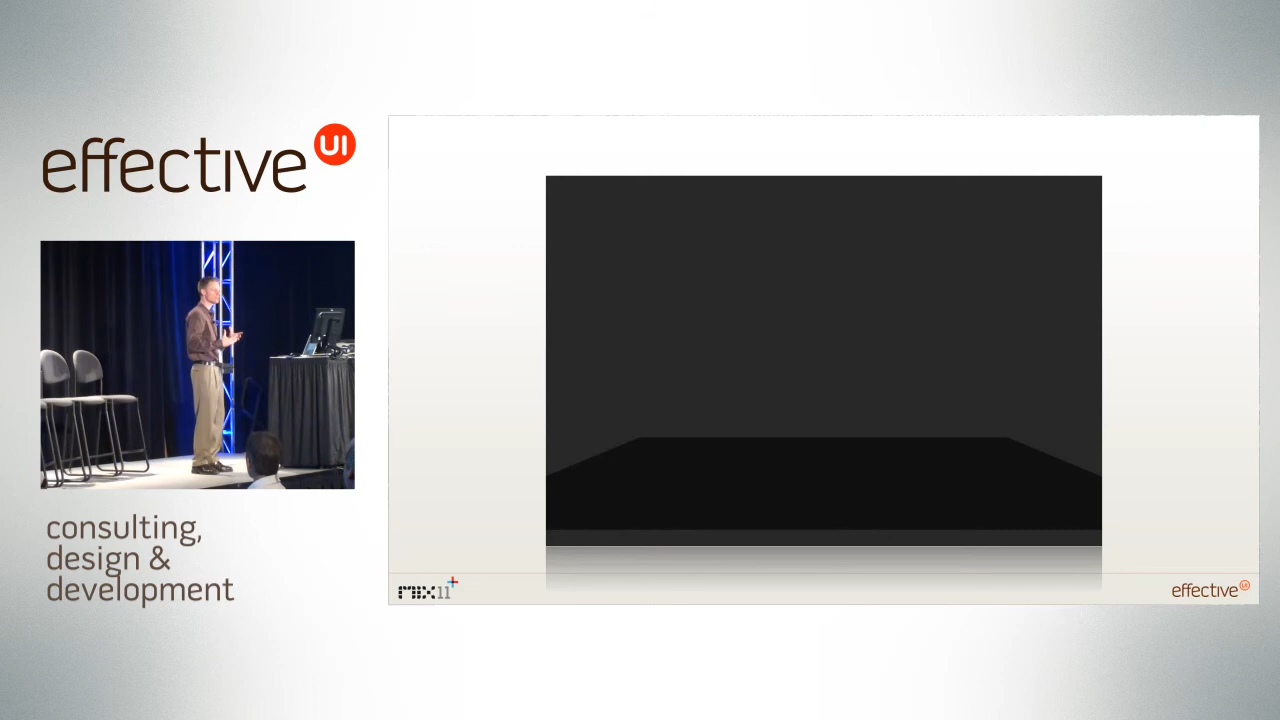 effective UI
consulting,
design &
development
mix11
effective UI